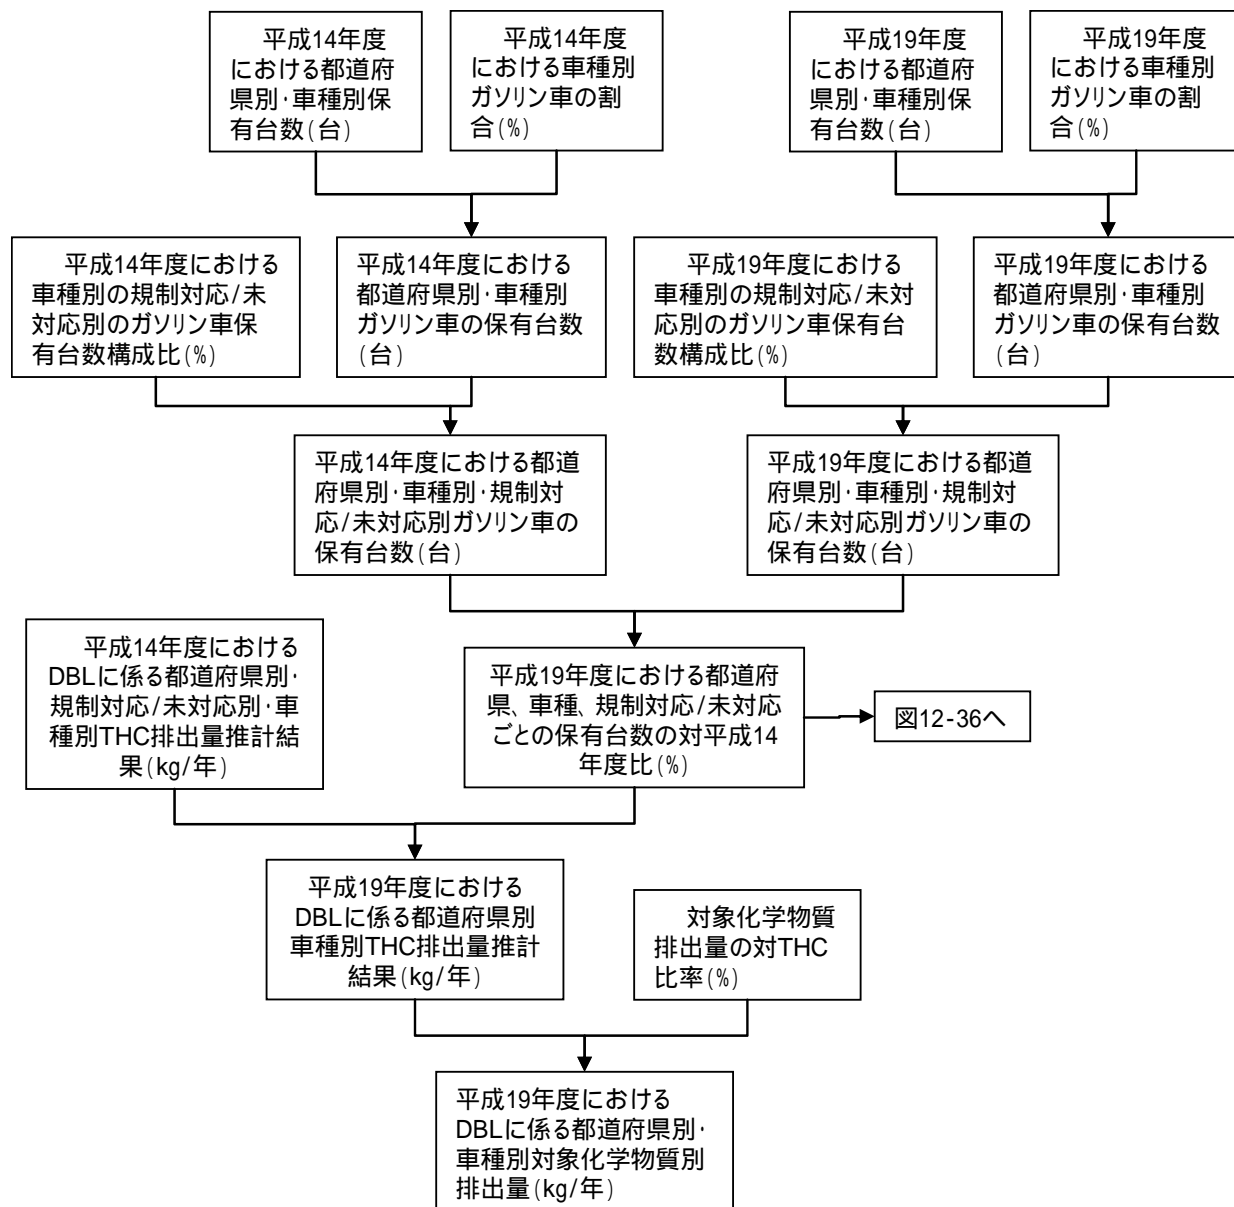 平成14年度
における都道府
県別・車種別保
有台数(台)
平成14年度
における車種別
ガソリン車の割
合(%)
平成19年度
における都道府
県別・車種別保
有台数(台)
平成19年度
における車種別
ガソリン車の割
合(%)
平成14年度における
車種別の規制対応/未
対応別のガソリン車保
有台数構成比(%)
平成14年度における
都道府県別・車種別
ガソリン車の保有台数
(台)
平成19年度における
車種別の規制対応/未対
応別のガソリン車保有台
数構成比(%)
平成19年度における
都道府県別・車種別
ガソリン車の保有台数
(台)
平成14年度における都道
府県別・車種別・規制対
応/未対応別ガソリン車の
保有台数(台)
平成19年度における都道
府県別・車種別・規制対
応/未対応別ガソリン車の
保有台数(台)
平成14年度における
DBLに係る都道府県別・
規制対応/未対応別・車
種別THC排出量推計結
果(kg/年)
平成19年度における都道府
県、車種、規制対応/未対応
ごとの保有台数の対平成14
年度比(%)
図12-36へ
平成19年度における
DBLに係る都道府県別
車種別THC排出量推計
結果(kg/年)
対象化学物質
排出量の対THC
比率(%)
平成19年度における
DBLに係る都道府県別・
車種別対象化学物質別
排出量(kg/年)